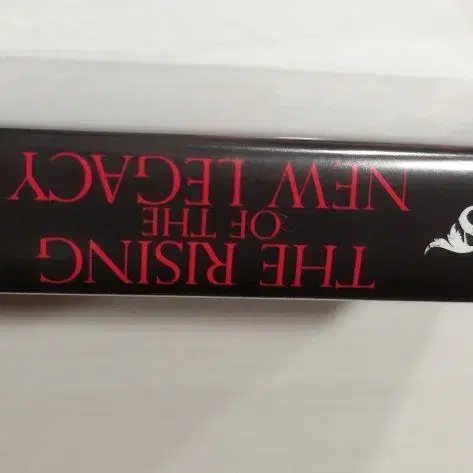 THE RISING
OF THE
NEW LEGACY